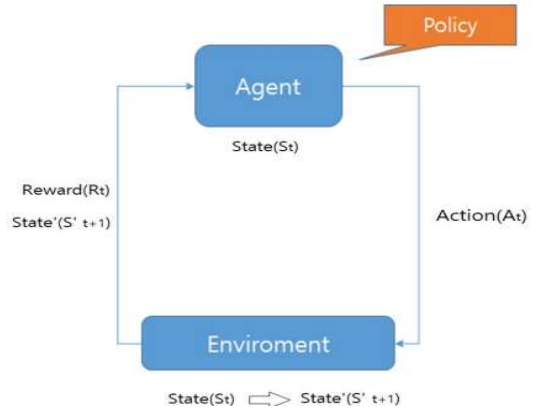 Policy
Agent
State(St)
Reward(Rt)
State'(S' t+1)
Action(At)
Enviroment
State(St) ⇨ State'(S' t+1)